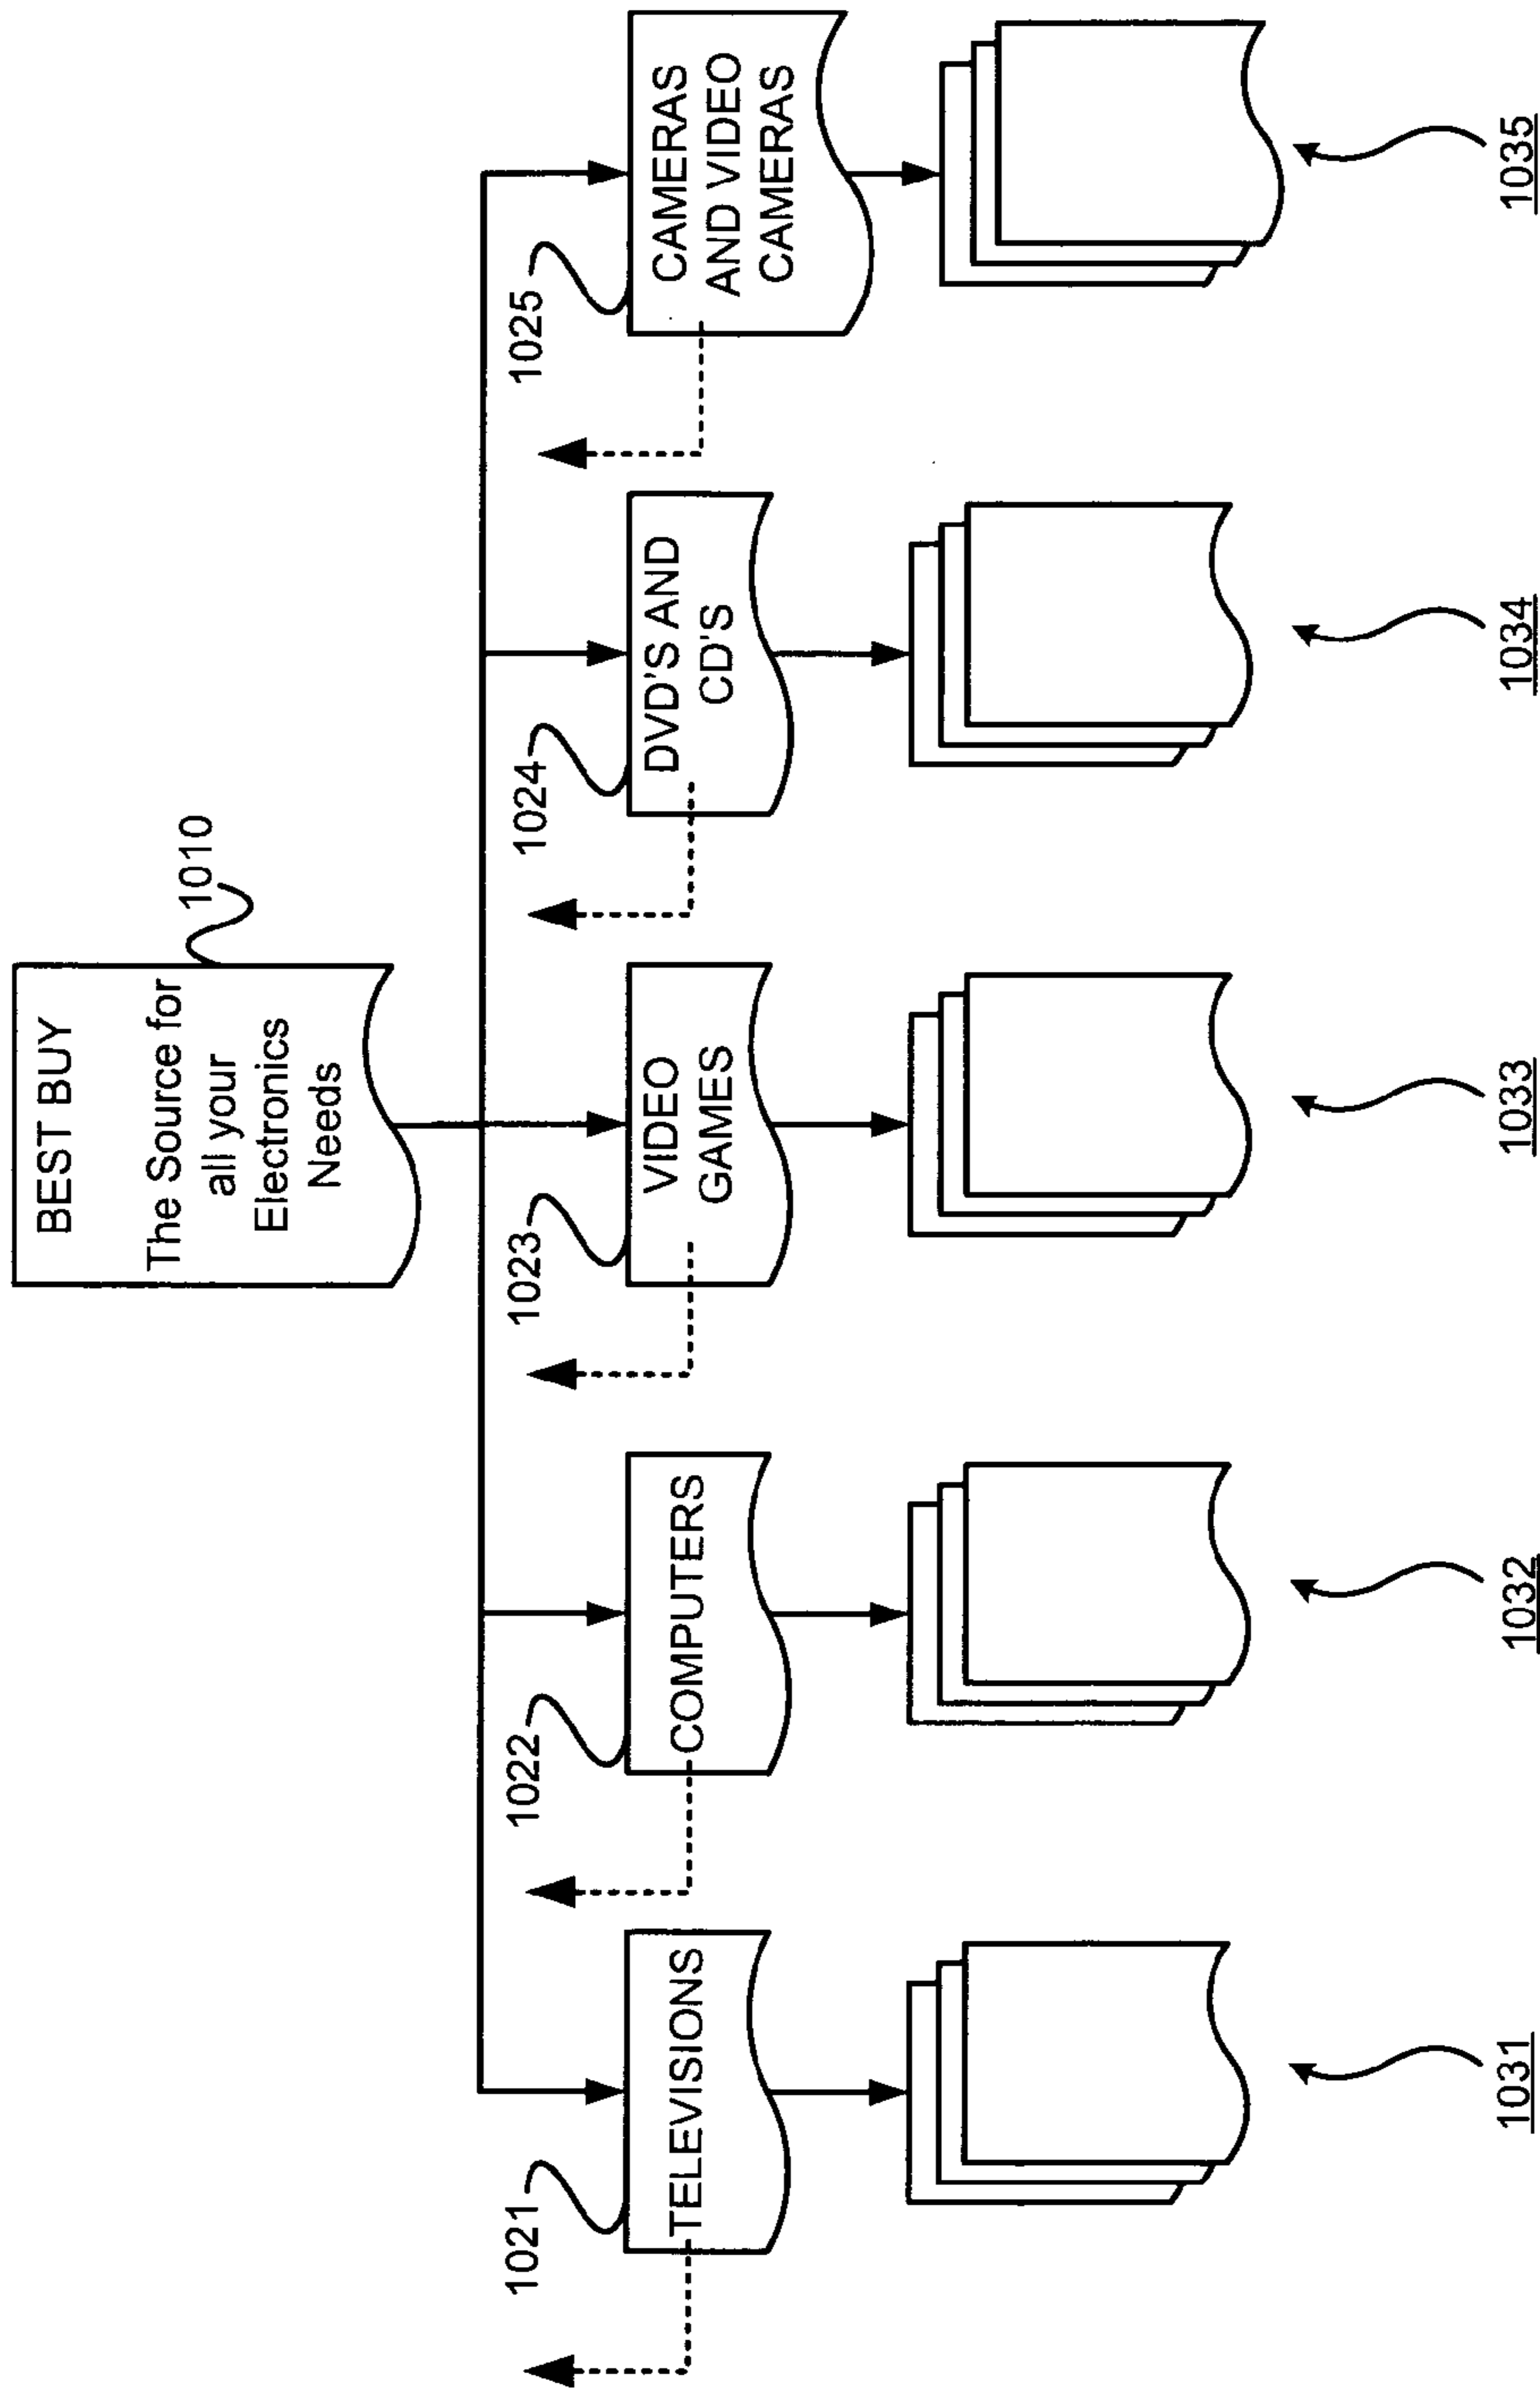 BEST BUY
The Source for
all your
Electronics
Needs
1010
1021
1022
1023
1024
1025
TELEVISIONS
COMPUTERS
VIDEO
GAMES
DVD'S AND
CD'S
CAMERAS
AND VIDEO
CAMERAS
1031
1032
1033
1034
1035